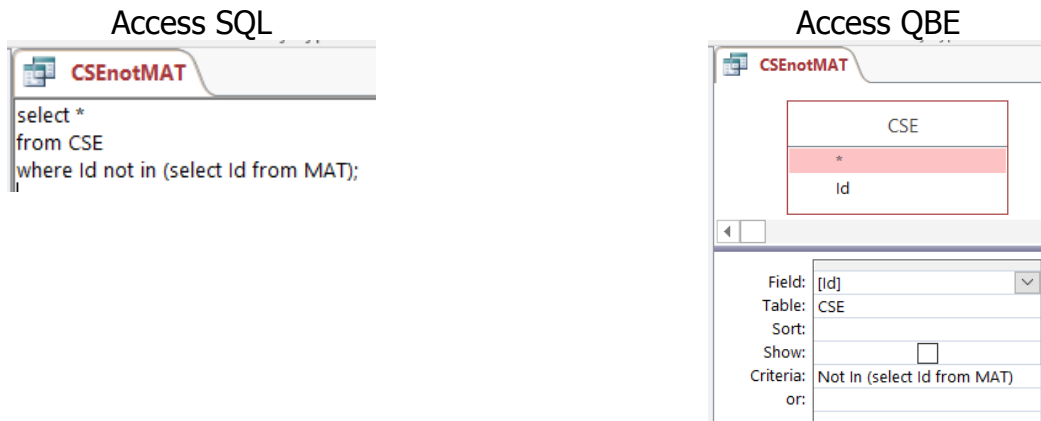 Access SQL
CSEnotMAT
select *
from CSE
where Id not in (select Id from MAT);
Access QBE
CSEnotMAT
CSE
*
Id
Field: [Id]
Table: CSE
Sort:
Show:
Criteria: Not In (select Id from MAT)
or: